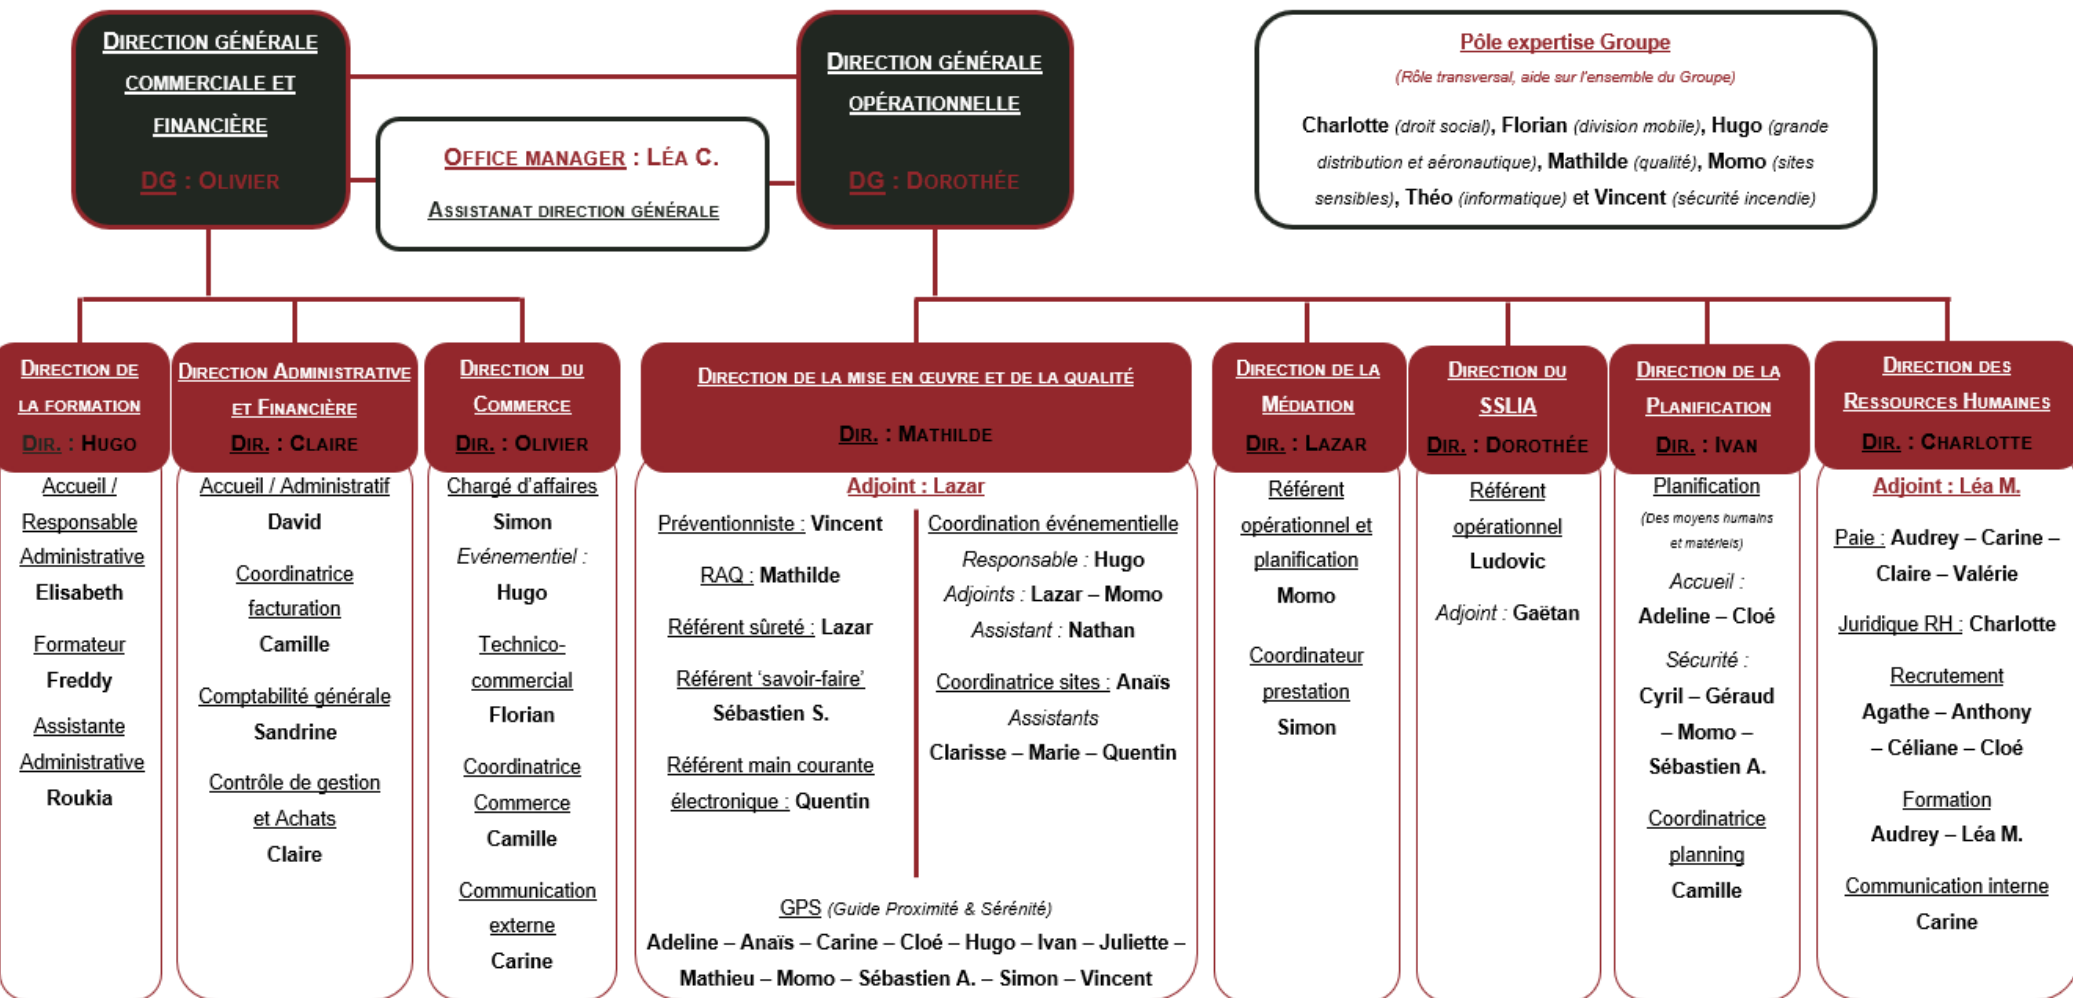 DIRECTION GÉNÉRALE
COMMERCIALE ET
FINANCIÈRE
DG : OLIVIER
OFFICE MANAGER : LÉA C.
ASSISTANAT DIRECTION GÉNÉRALE
DIRECTION GÉNÉRALE
OPÉRATIONNELLE
DG : DOROTHÉE
Pôle expertise Groupe
(Rôle transversal, aide sur l'ensemble du Groupe)
Charlotte (droit social), Florian (division mobile), Hugo (grande
distribution et aéronautique), Mathilde (qualité), Momo (sites
sensibles), Théo (informatique) et Vincent (sécurité incendie)
DIRECTION DE
LA FORMATION
DIR. : HUGO
Accueil /
Responsable
Administrative
Elisabeth
Formateur
Freddy
Assistante
Administrative
Roukia
DIRECTION ADMINISTRATIVE
ET FINANCIÈRE
DIR. : CLAIRE
Accueil / Administratif
David
Coordinatrice
facturation
Camille
Comptabilité générale
Sandrine
Contrôle de gestion
et Achats
Claire
DIRECTION DU
COMMERCE
DIR. : OLIVIER
Chargé d'affaires
Simon
Evénementiel :
Hugo
Technico-
commercial
Florian
Coordinatrice
Commerce
Camille
Communication
externe
Carine
DIRECTION DE LA MISE EN ŒUVRE ET DE LA QUALITÉ
DIR. : MATHILDE
Adjoint : Lazar
Préventionniste : Vincent
RAQ : Mathilde
Référent sûreté : Lazar
Référent ‘savoir-faire’
Sébastien S.
Référent main courante
électronique : Quentin
Coordination événementielle
Responsable : Hugo
Adjoints : Lazar – Momo
Assistant : Nathan
Coordinatrice sites : Anaïs
Assistants
Clarisse – Marie – Quentin
GPS (Guide Proximité & Sérénité)
Adeline – Anaïs – Carine – Cloé – Hugo – Ivan – Juliette –
Mathieu – Momo – Sébastien A. – Simon – Vincent
DIRECTION DE LA
MÉDIATION
DIR. : LAZAR
Référent
opérationnel et
planification
Momo
Coordinateur
prestation
Simon
DIRECTION DU
SSLIA
DIR. : DOROTHÉE
Référent
opérationnel
Ludovic
Adjoint : Gaëtan
DIRECTION DE LA
PLANIFICATION
DIR. : IVAN
Planification
(Des moyens humains
et matériels)
Accueil :
Adeline – Cloé
Sécurité :
Cyril – Géraud
– Momo –
Sébastien A.
Coordinatrice
planning
Camille
DIRECTION DES
RESSOURCES HUMAINES
DIR. : CHARLOTTE
Adjoint : Léa M.
Paie : Audrey – Carine –
Claire – Valérie
Juridique RH : Charlotte
Recrutement
Agathe – Anthony
– Céliane – Cloé
Formation
Audrey – Léa M.
Communication interne
Carine